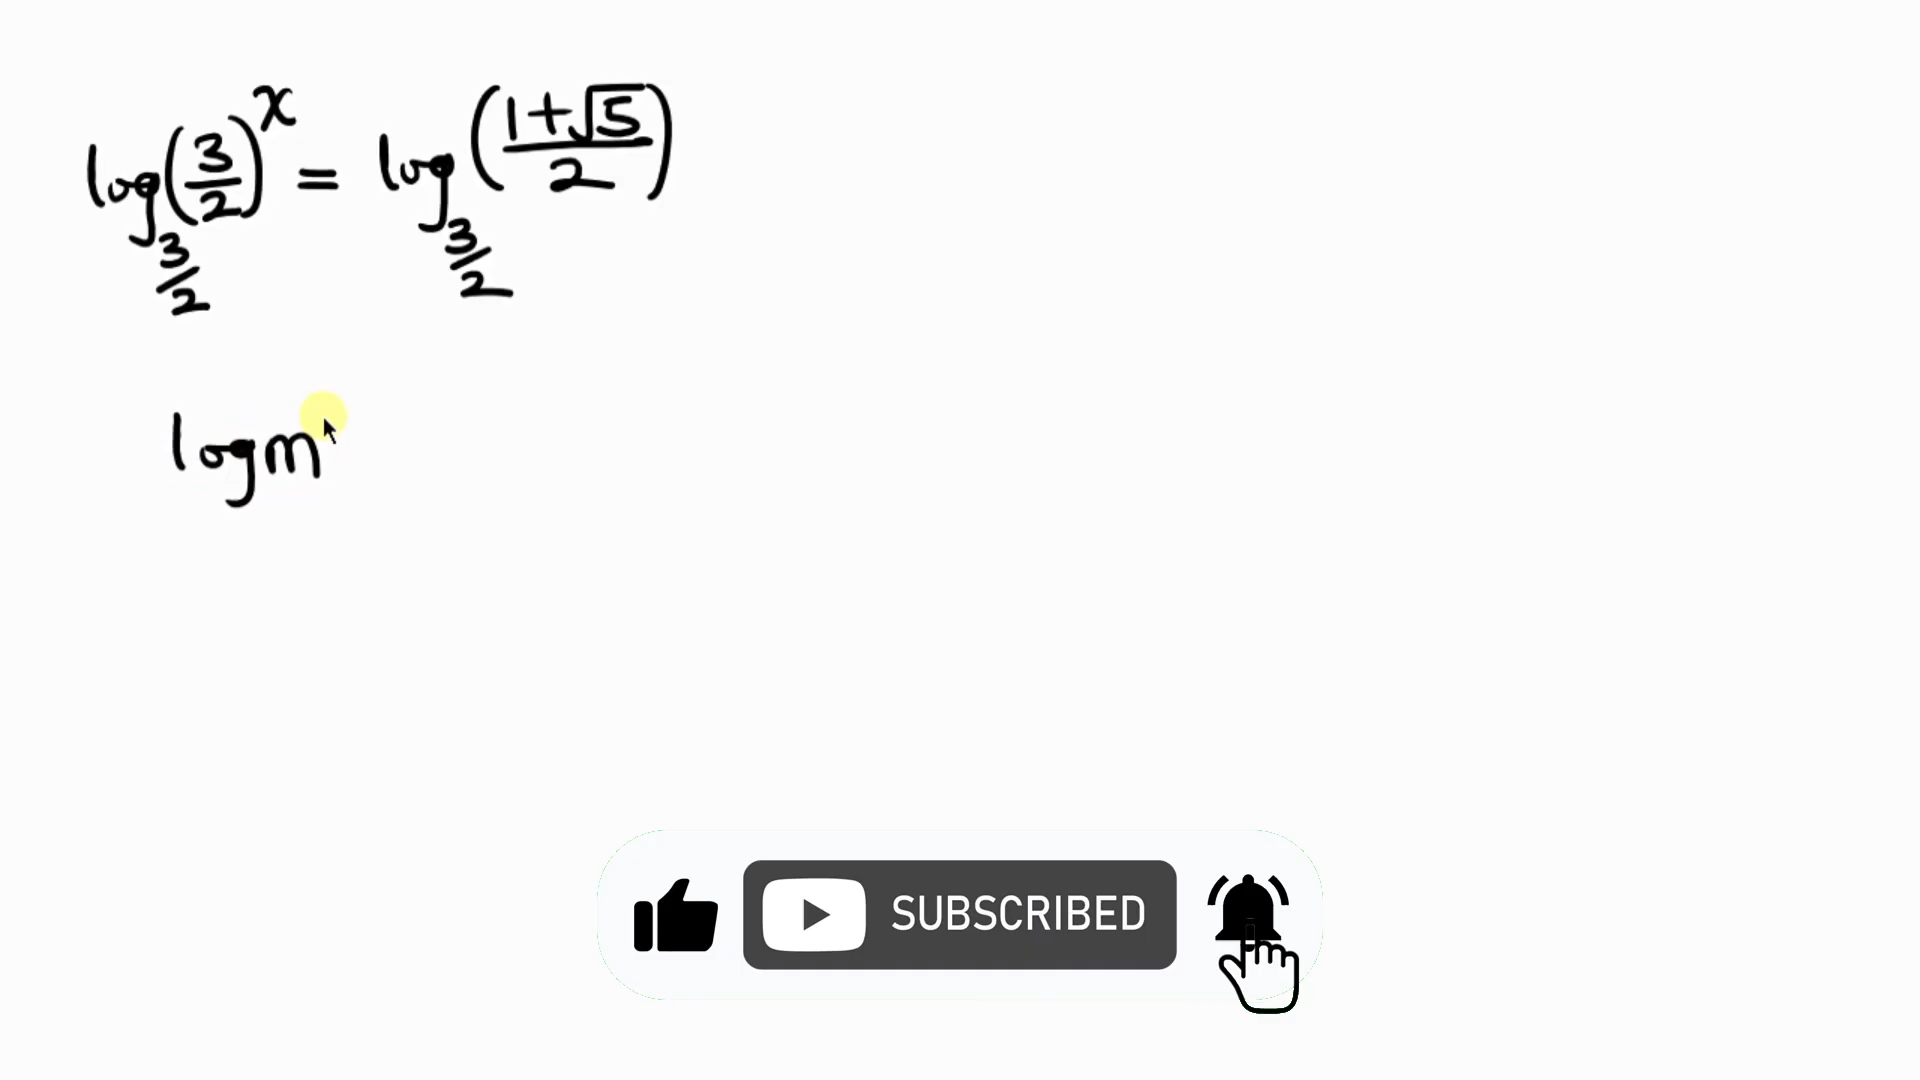 log_{3/2}(3/2)^x = log_{3/2}((1+√5)/2)
log m
SUBSCRIBED